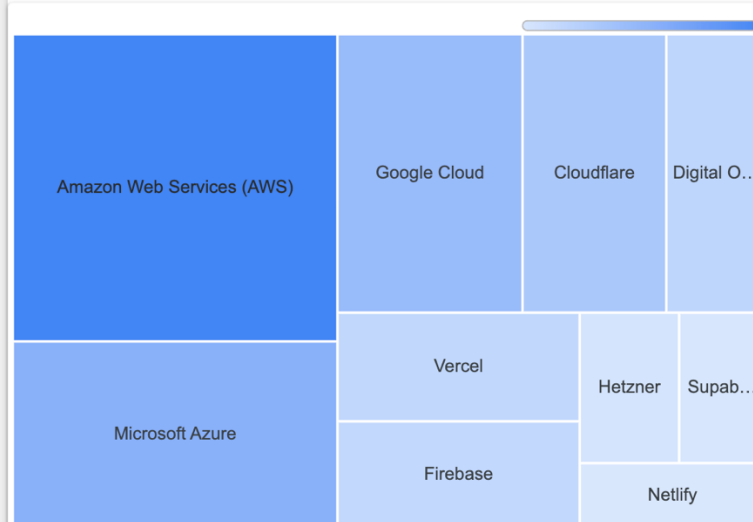 Amazon Web Services (AWS)
Google Cloud
Cloudflare
Digital O...
Microsoft Azure
Vercel
Hetzner
Supab...
Firebase
Netlify